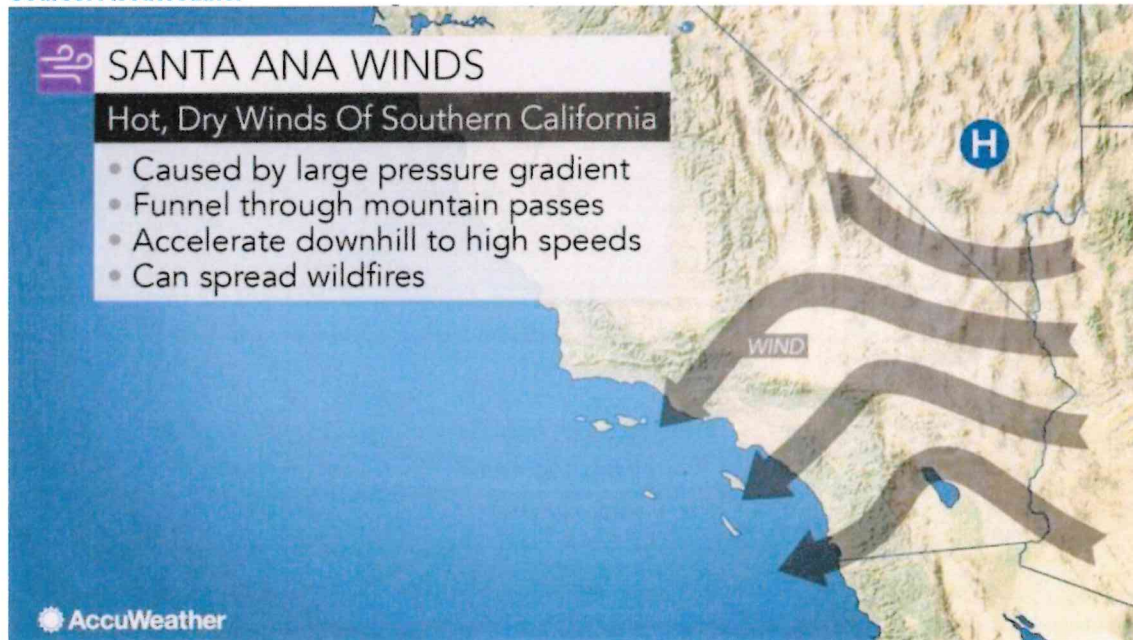 SANTA ANA WINDS
Hot, Dry Winds Of Southern California
• Caused by large pressure gradient
• Funnel through mountain passes
• Accelerate downhill to high speeds
• Can spread wildfires
H
WIND
AccuWeather